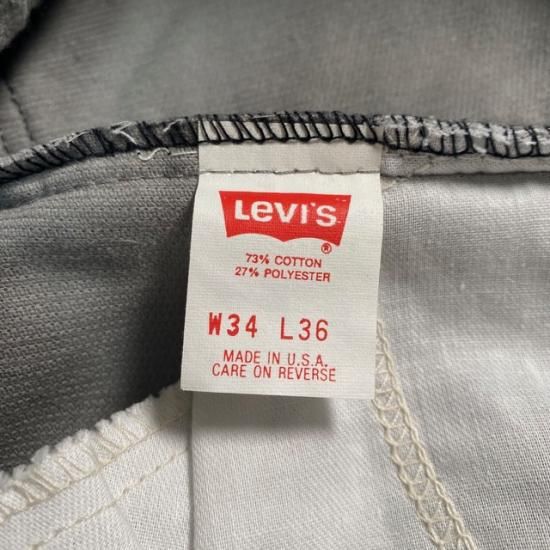 Levi's
®
73% COTTON
27% POLYESTER
W34 L36
MADE IN U.S.A.
CARE ON REVERSE